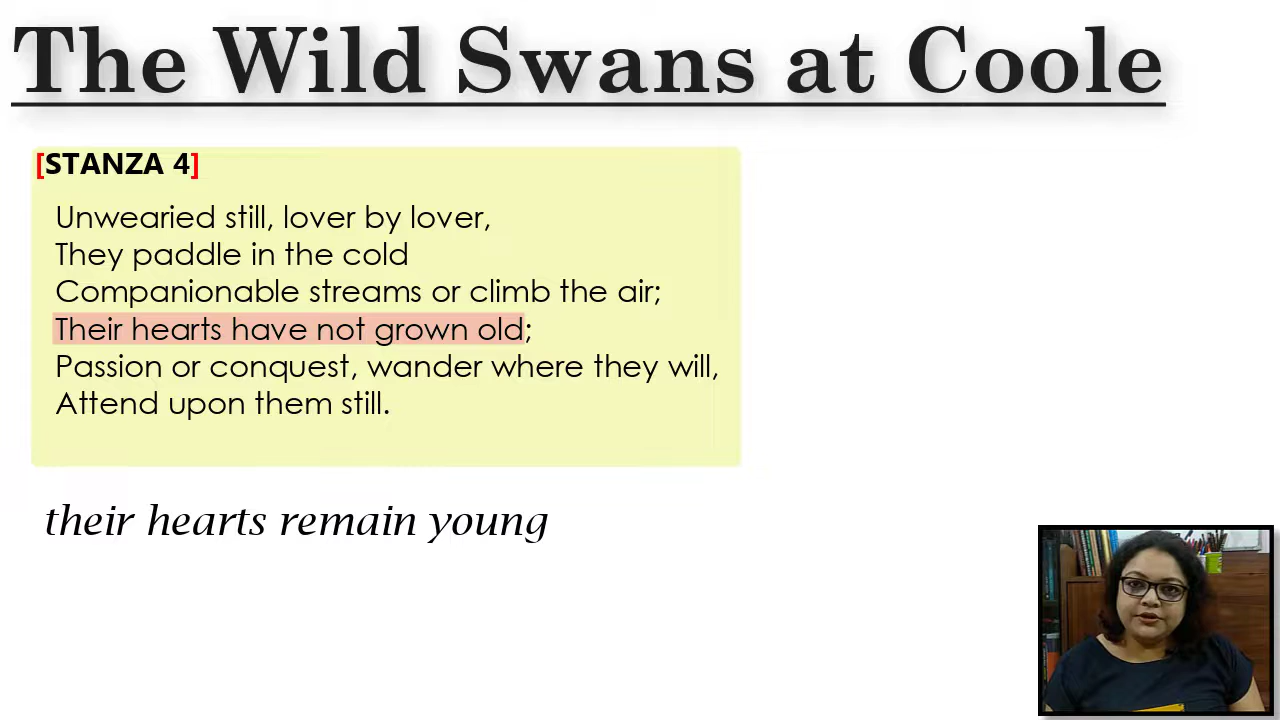 The Wild Swans at Coole
[STANZA 4]
Unwearied still, lover by lover,
They paddle in the cold
Companionable streams or climb the air;
Their hearts have not grown old;
Passion or conquest, wander where they will,
Attend upon them still.
their hearts remain young